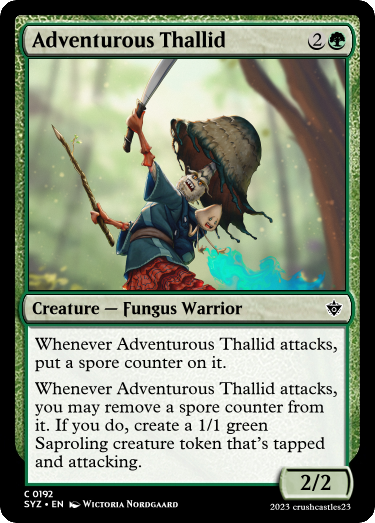 Adventurous Thallid 2
Creature — Fungus Warrior
Whenever Adventurous Thallid attacks,
put a spore counter on it.
Whenever Adventurous Thallid attacks,
you may remove a spore counter from
it. If you do, create a 1/1 green
Saproling creature token that's tapped
and attacking.
2/2
C 0192
SYZ • EN Wictoria Nordgaard
2023 crushcastles23